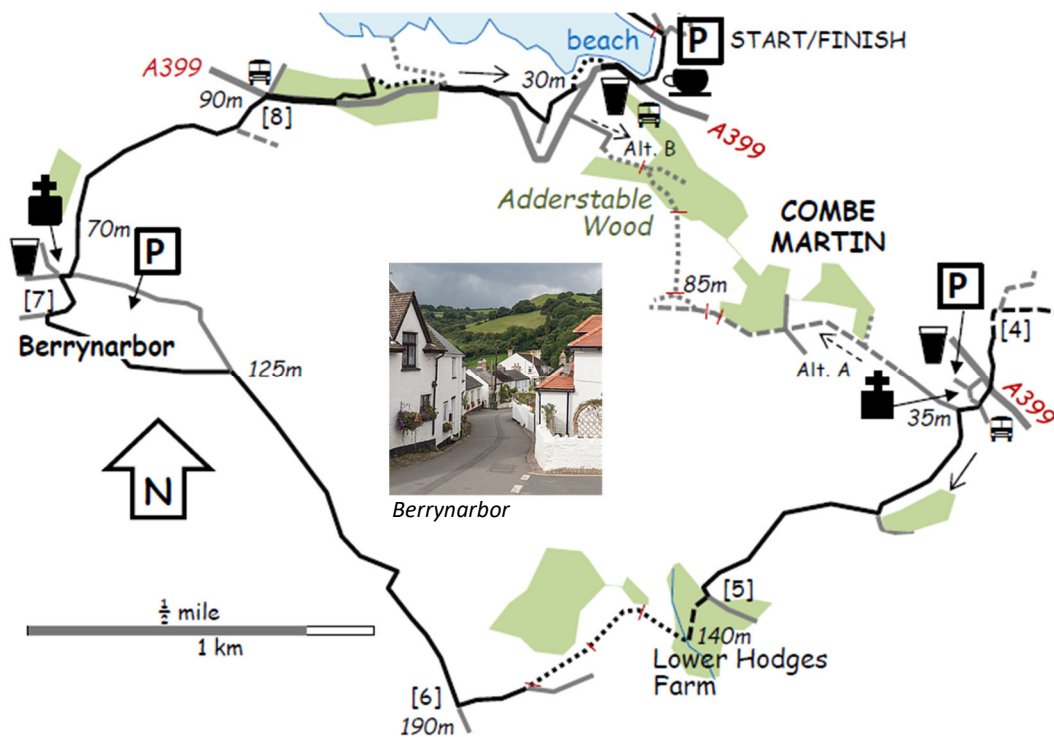 beach
P START/FINISH
A399
30m
90m
[8]
A399
Alt. B
Adderstable
Wood
COMBE
MARTIN
70m
P
85m
P
[4]
[7]
Berrynarbor
125m
Alt. A
35m
A399
N
Berrynarbor
[5]
½ mile
1 km
140m
Lower Hodges
Farm
[6]
190m